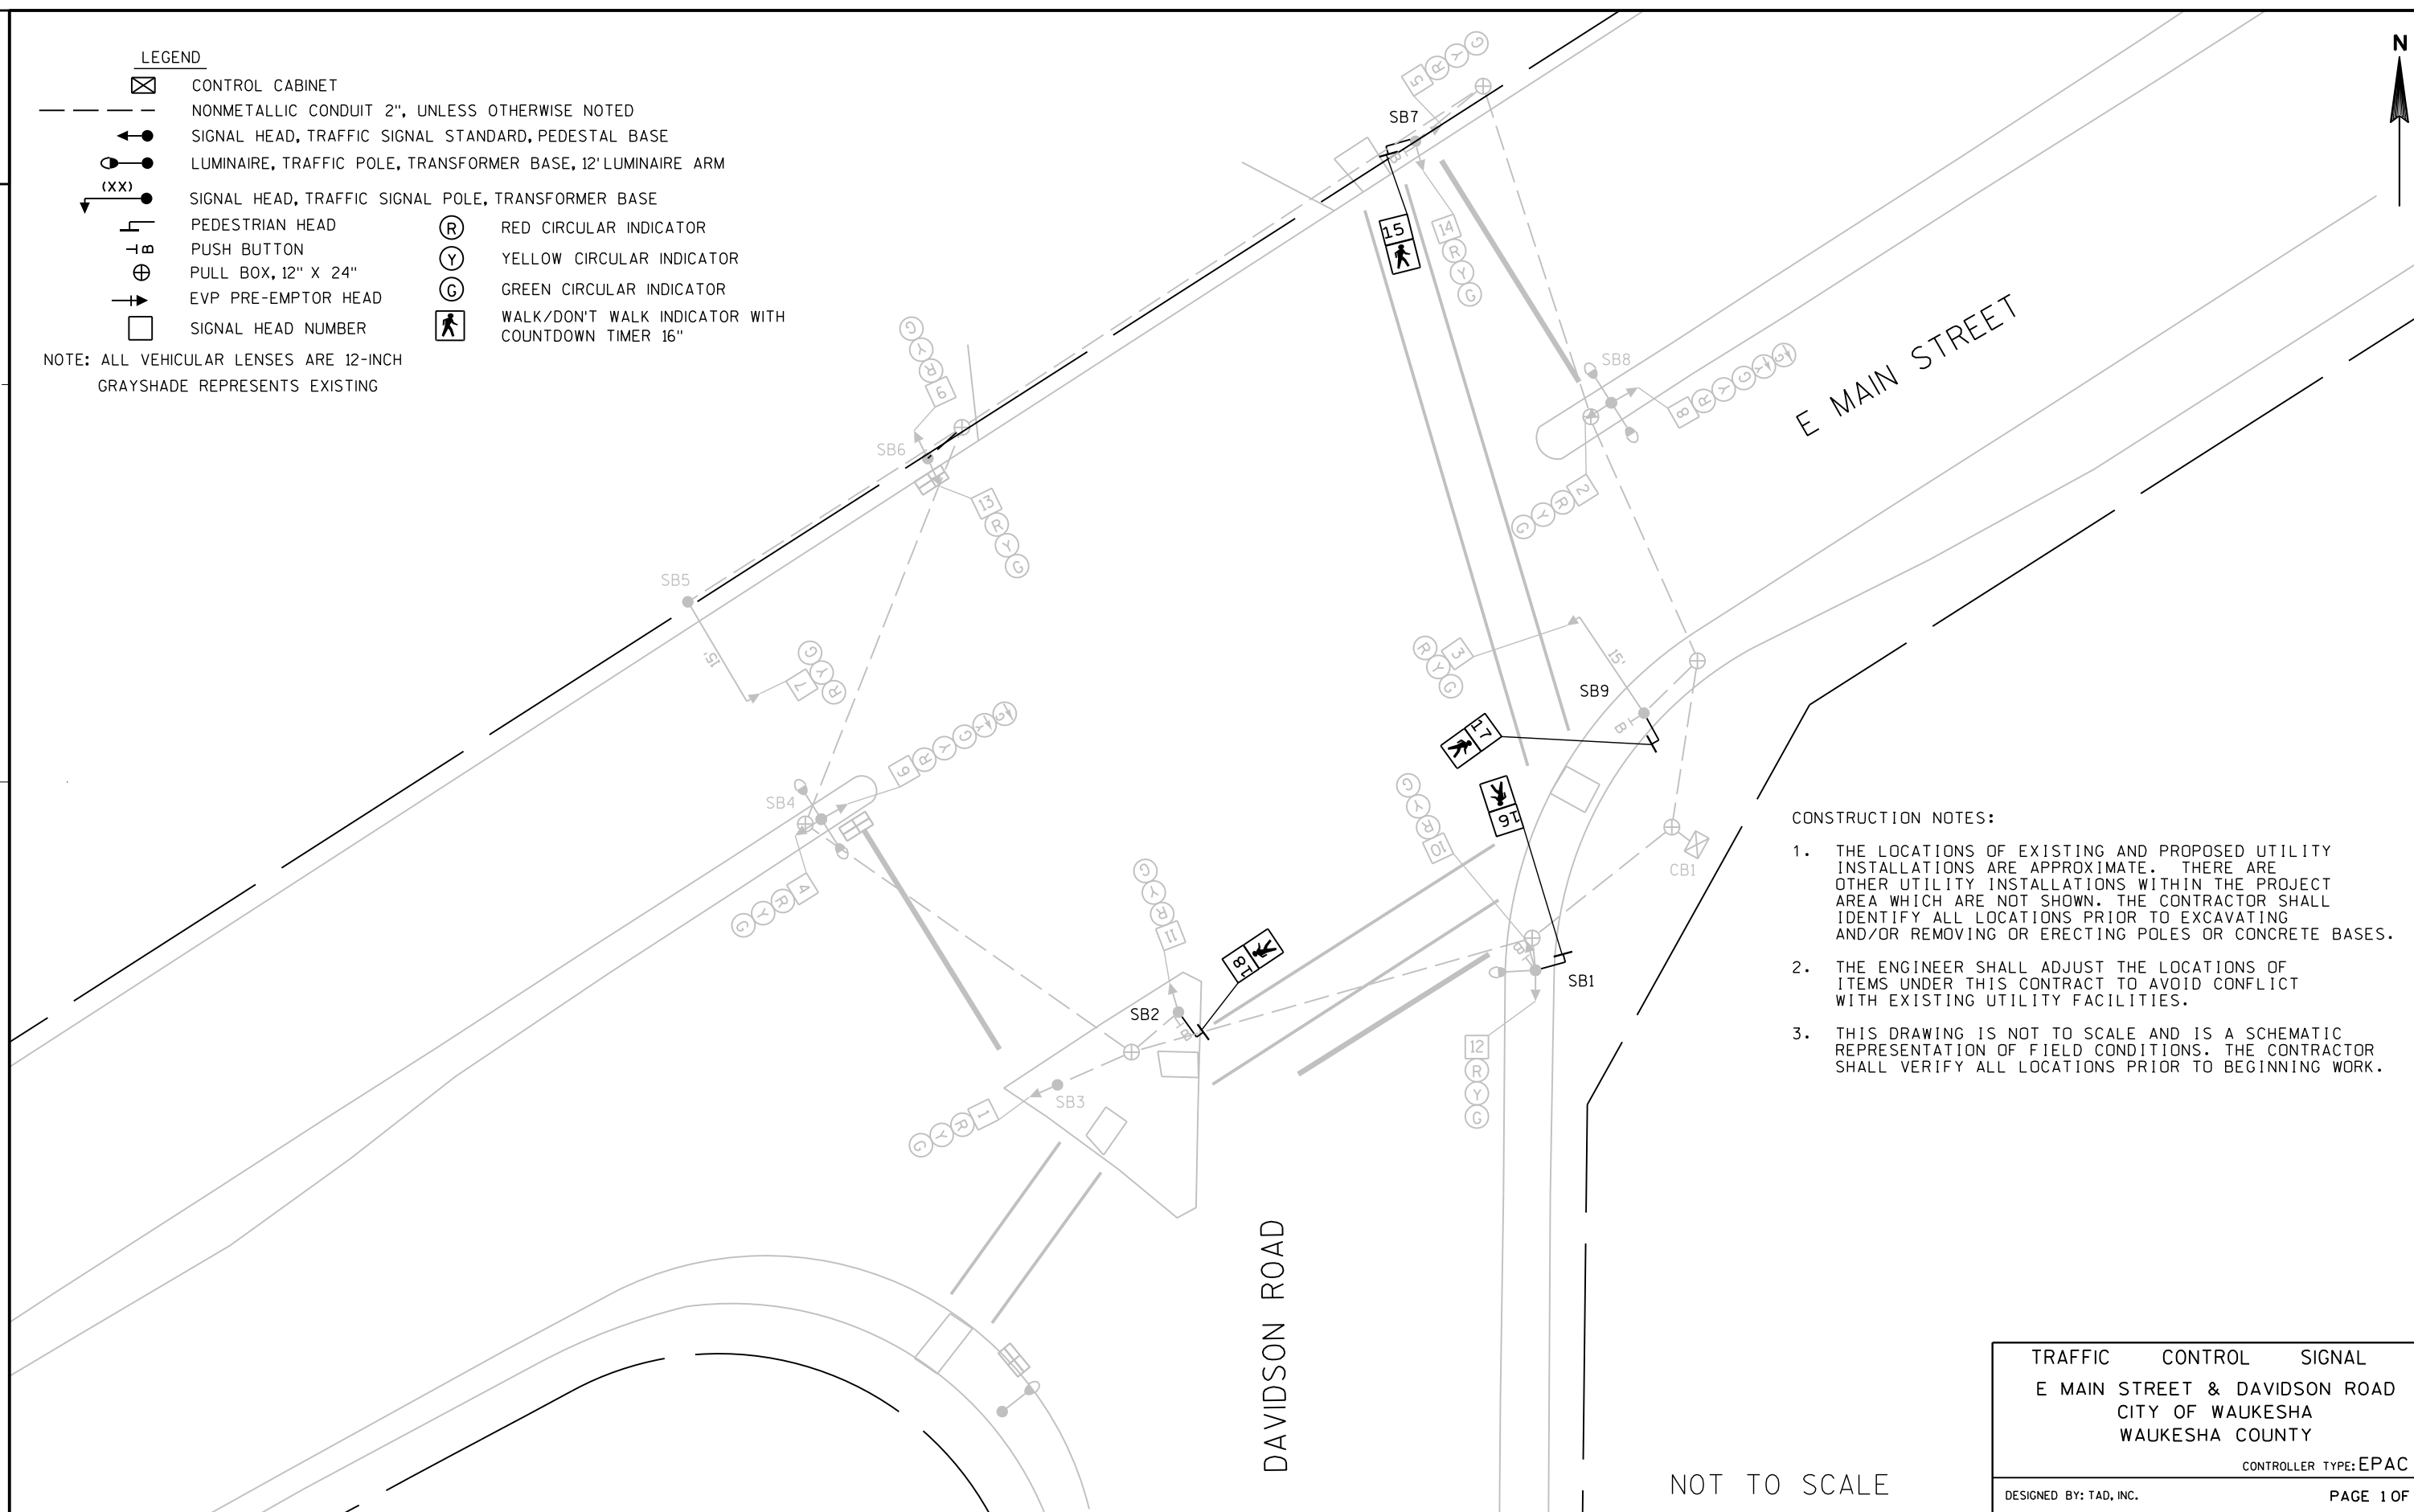 LEGEND
CONTROL CABINET
NONMETALLIC CONDUIT 2", UNLESS OTHERWISE NOTED
SIGNAL HEAD, TRAFFIC SIGNAL STANDARD, PEDESTAL BASE
LUMINAIRE, TRAFFIC POLE, TRANSFORMER BASE, 12' LUMINAIRE ARM
(XX)
SIGNAL HEAD, TRAFFIC SIGNAL POLE, TRANSFORMER BASE
PEDESTRIAN HEAD
B PUSH BUTTON
PULL BOX, 12" X 24"
EVP PRE-EMPTOR HEAD
SIGNAL HEAD NUMBER
R RED CIRCULAR INDICATOR
Y YELLOW CIRCULAR INDICATOR
G GREEN CIRCULAR INDICATOR
WALK/DON'T WALK INDICATOR WITH
COUNTDOWN TIMER 16"
NOTE: ALL VEHICULAR LENSES ARE 12-INCH
GRAYSHADE REPRESENTS EXISTING
N
5 R Y G
SB7
B
15
14 R Y G
SB8
8 R Y G Y G
E MAIN STREET
9 R Y G
SB6
13 R Y G
2 R Y G
SB5
15'
7 R Y G
3 R Y G
15'
SB9
B
17
6 R Y G Y G
SB4
4 R Y G
16
10 R Y G
CB1
11 R Y G
18
B
SB1
SB2
B
12 R Y G
SB3
1 R Y G
DAVIDSON ROAD
CONSTRUCTION NOTES:
1. THE LOCATIONS OF EXISTING AND PROPOSED UTILITY
INSTALLATIONS ARE APPROXIMATE. THERE ARE
OTHER UTILITY INSTALLATIONS WITHIN THE PROJECT
AREA WHICH ARE NOT SHOWN. THE CONTRACTOR SHALL
IDENTIFY ALL LOCATIONS PRIOR TO EXCAVATING
AND/OR REMOVING OR ERECTING POLES OR CONCRETE BASES.
2. THE ENGINEER SHALL ADJUST THE LOCATIONS OF
ITEMS UNDER THIS CONTRACT TO AVOID CONFLICT
WITH EXISTING UTILITY FACILITIES.
3. THIS DRAWING IS NOT TO SCALE AND IS A SCHEMATIC
REPRESENTATION OF FIELD CONDITIONS. THE CONTRACTOR
SHALL VERIFY ALL LOCATIONS PRIOR TO BEGINNING WORK.
NOT TO SCALE
TRAFFIC CONTROL SIGNAL
E MAIN STREET & DAVIDSON ROAD
CITY OF WAUKESHA
WAUKESHA COUNTY
CONTROLLER TYPE: EPAC
DESIGNED BY: TAD, INC. PAGE 1 OF